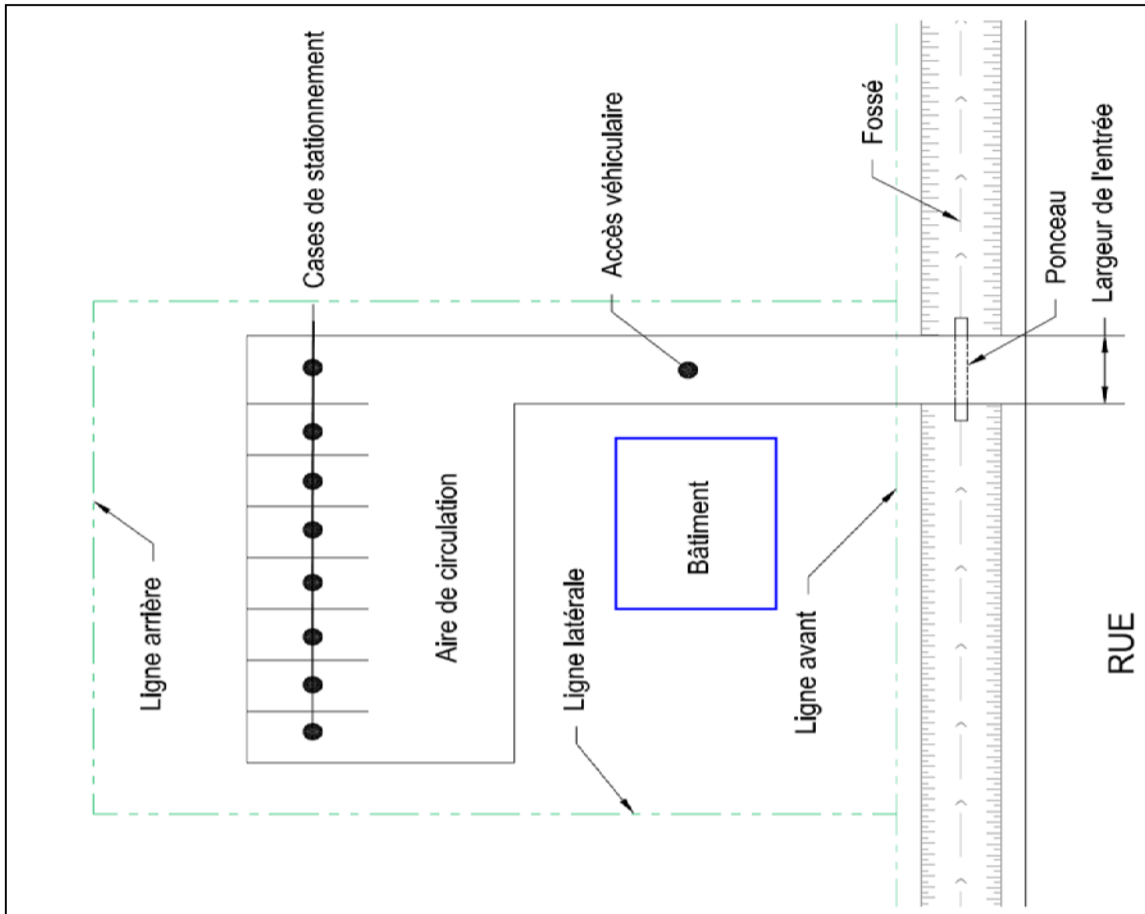 Ligne arrière
Cases de stationnement
Aire de circulation
Accès véhiculaire
Ligne latérale
Bâtiment
Ligne avant
Fossé
Ponceau
Largeur de l'entrée
RUE